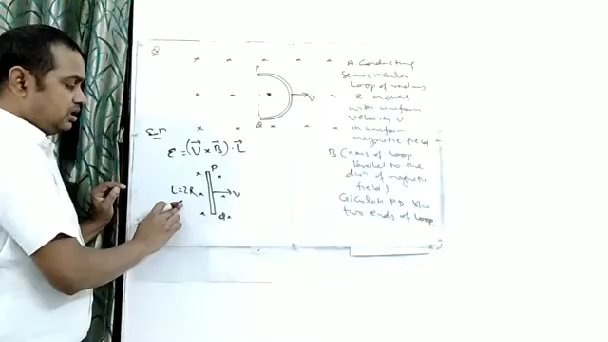 Q.
A Conducting
Semicircular
loop of radius
R moves
with uniform
velocity V
in uniform
magnetic field
B (axis of loop
parallel to the
dirn of magnetic
field)
Calculate PD b/w
two ends of loop
P
V
Q
Soln
ε = (V⃗ × B⃗) · L⃗
P
L=2R
V
Q